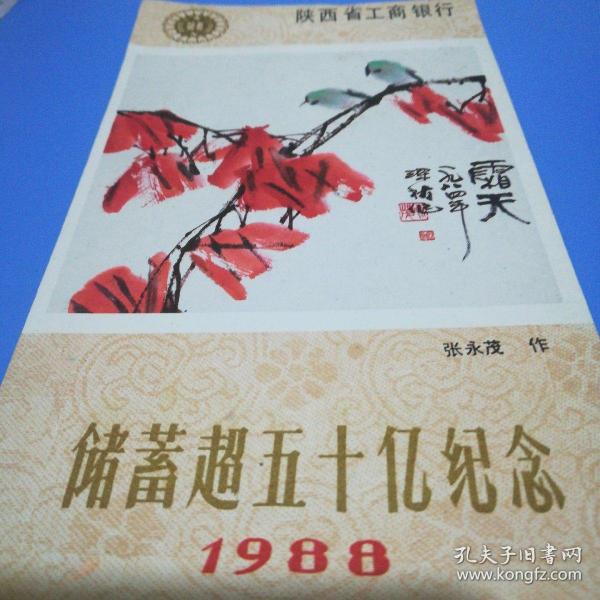 陕西省工商银行
霜天
一九八四年
张永茂 作
储蓄超五十亿纪念
1988
孔夫子旧书网
www.kongfz.com